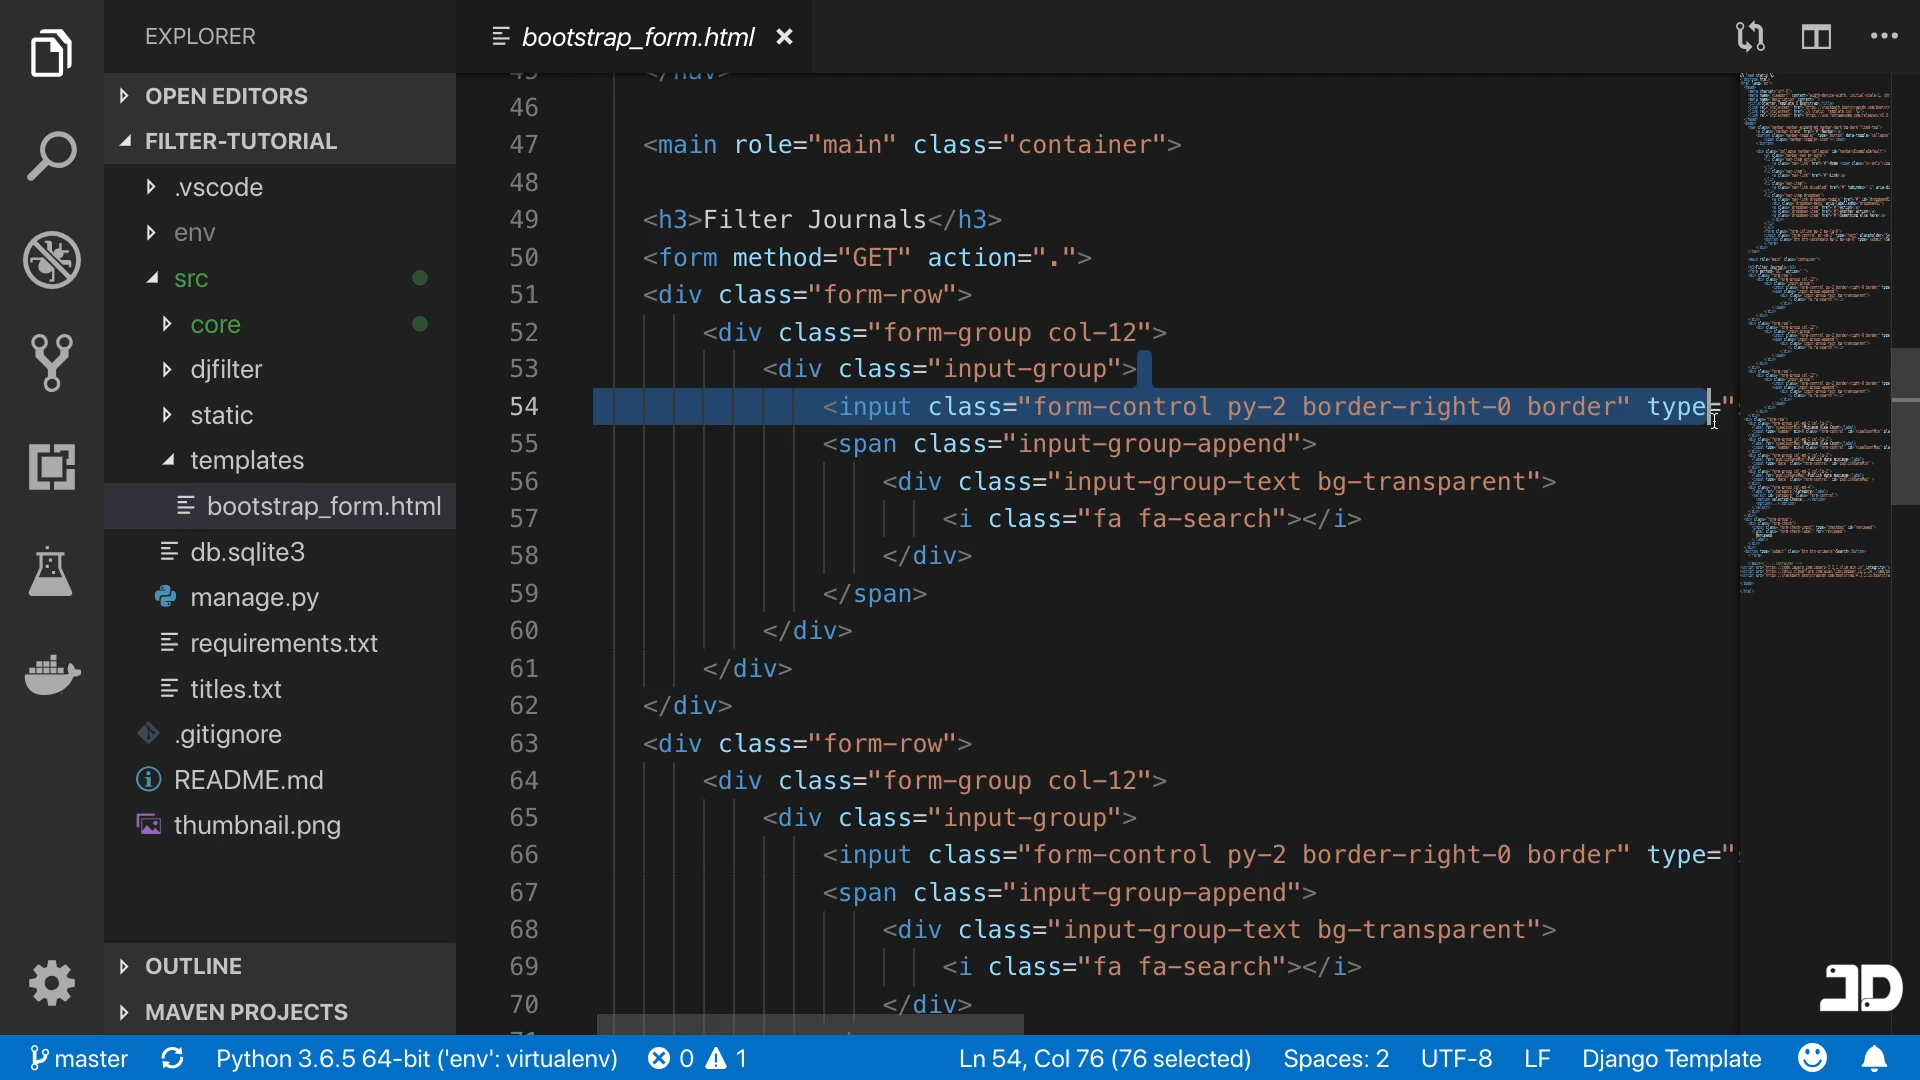 EXPLORER
OPEN EDITORS
FILTER-TUTORIAL
.vscode
env
src
core
djfilter
static
templates
bootstrap_form.html
db.sqlite3
manage.py
requirements.txt
titles.txt
.gitignore
README.md
thumbnail.png
OUTLINE
MAVEN PROJECTS
bootstrap_form.html
46
47 <main role="main" class="container">
48
49 <h3>Filter Journals</h3>
50 <form method="GET" action=".">
51 <div class="form-row">
52 <div class="form-group col-12">
53 <div class="input-group">
54 <input class="form-control py-2 border-right-0 border" type="
55 <span class="input-group-append">
56 <div class="input-group-text bg-transparent">
57 <i class="fa fa-search"></i>
58 </div>
59 </span>
60 </div>
61 </div>
62 </div>
63 <div class="form-row">
64 <div class="form-group col-12">
65 <div class="input-group">
66 <input class="form-control py-2 border-right-0 border" type="
67 <span class="input-group-append">
68 <div class="input-group-text bg-transparent">
69 <i class="fa fa-search"></i>
70 </div>
JD
master Python 3.6.5 64-bit ('env': virtualenv) 0 1 Ln 54, Col 76 (76 selected) Spaces: 2 UTF-8 LF Django Template